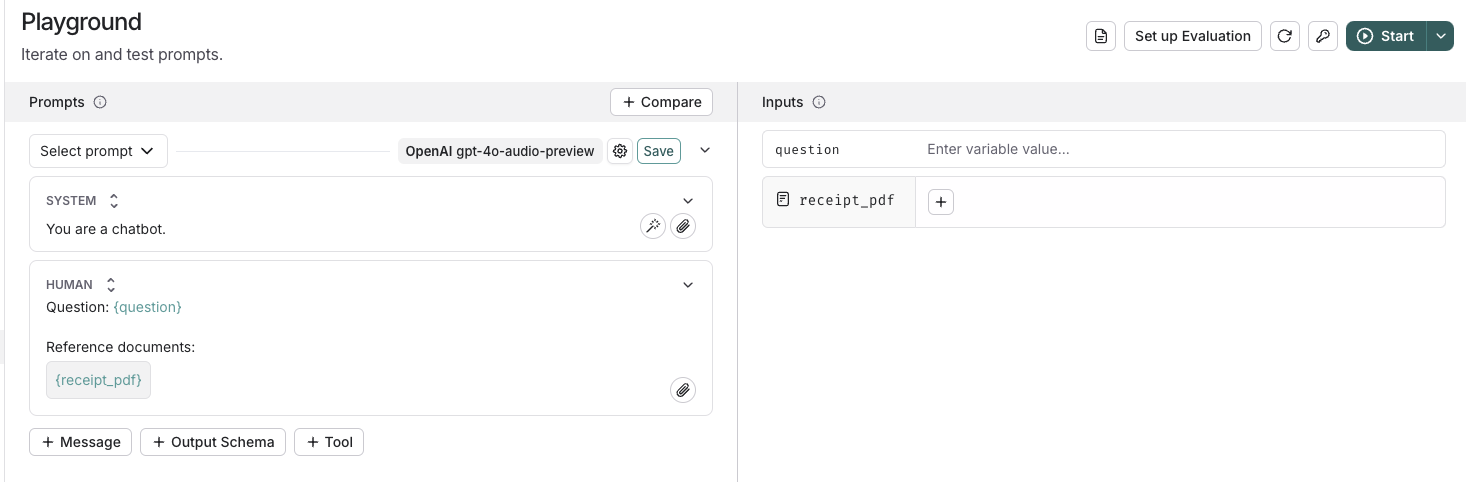 Playground
Iterate on and test prompts.
Set up Evaluation
Start
Prompts
Compare
Inputs
Select prompt
OpenAI gpt-4o-audio-preview
Save
SYSTEM
You are a chatbot.
HUMAN
Question: {question}
Reference documents:
{receipt_pdf}
Message
Output Schema
Tool
question
Enter variable value...
receipt_pdf